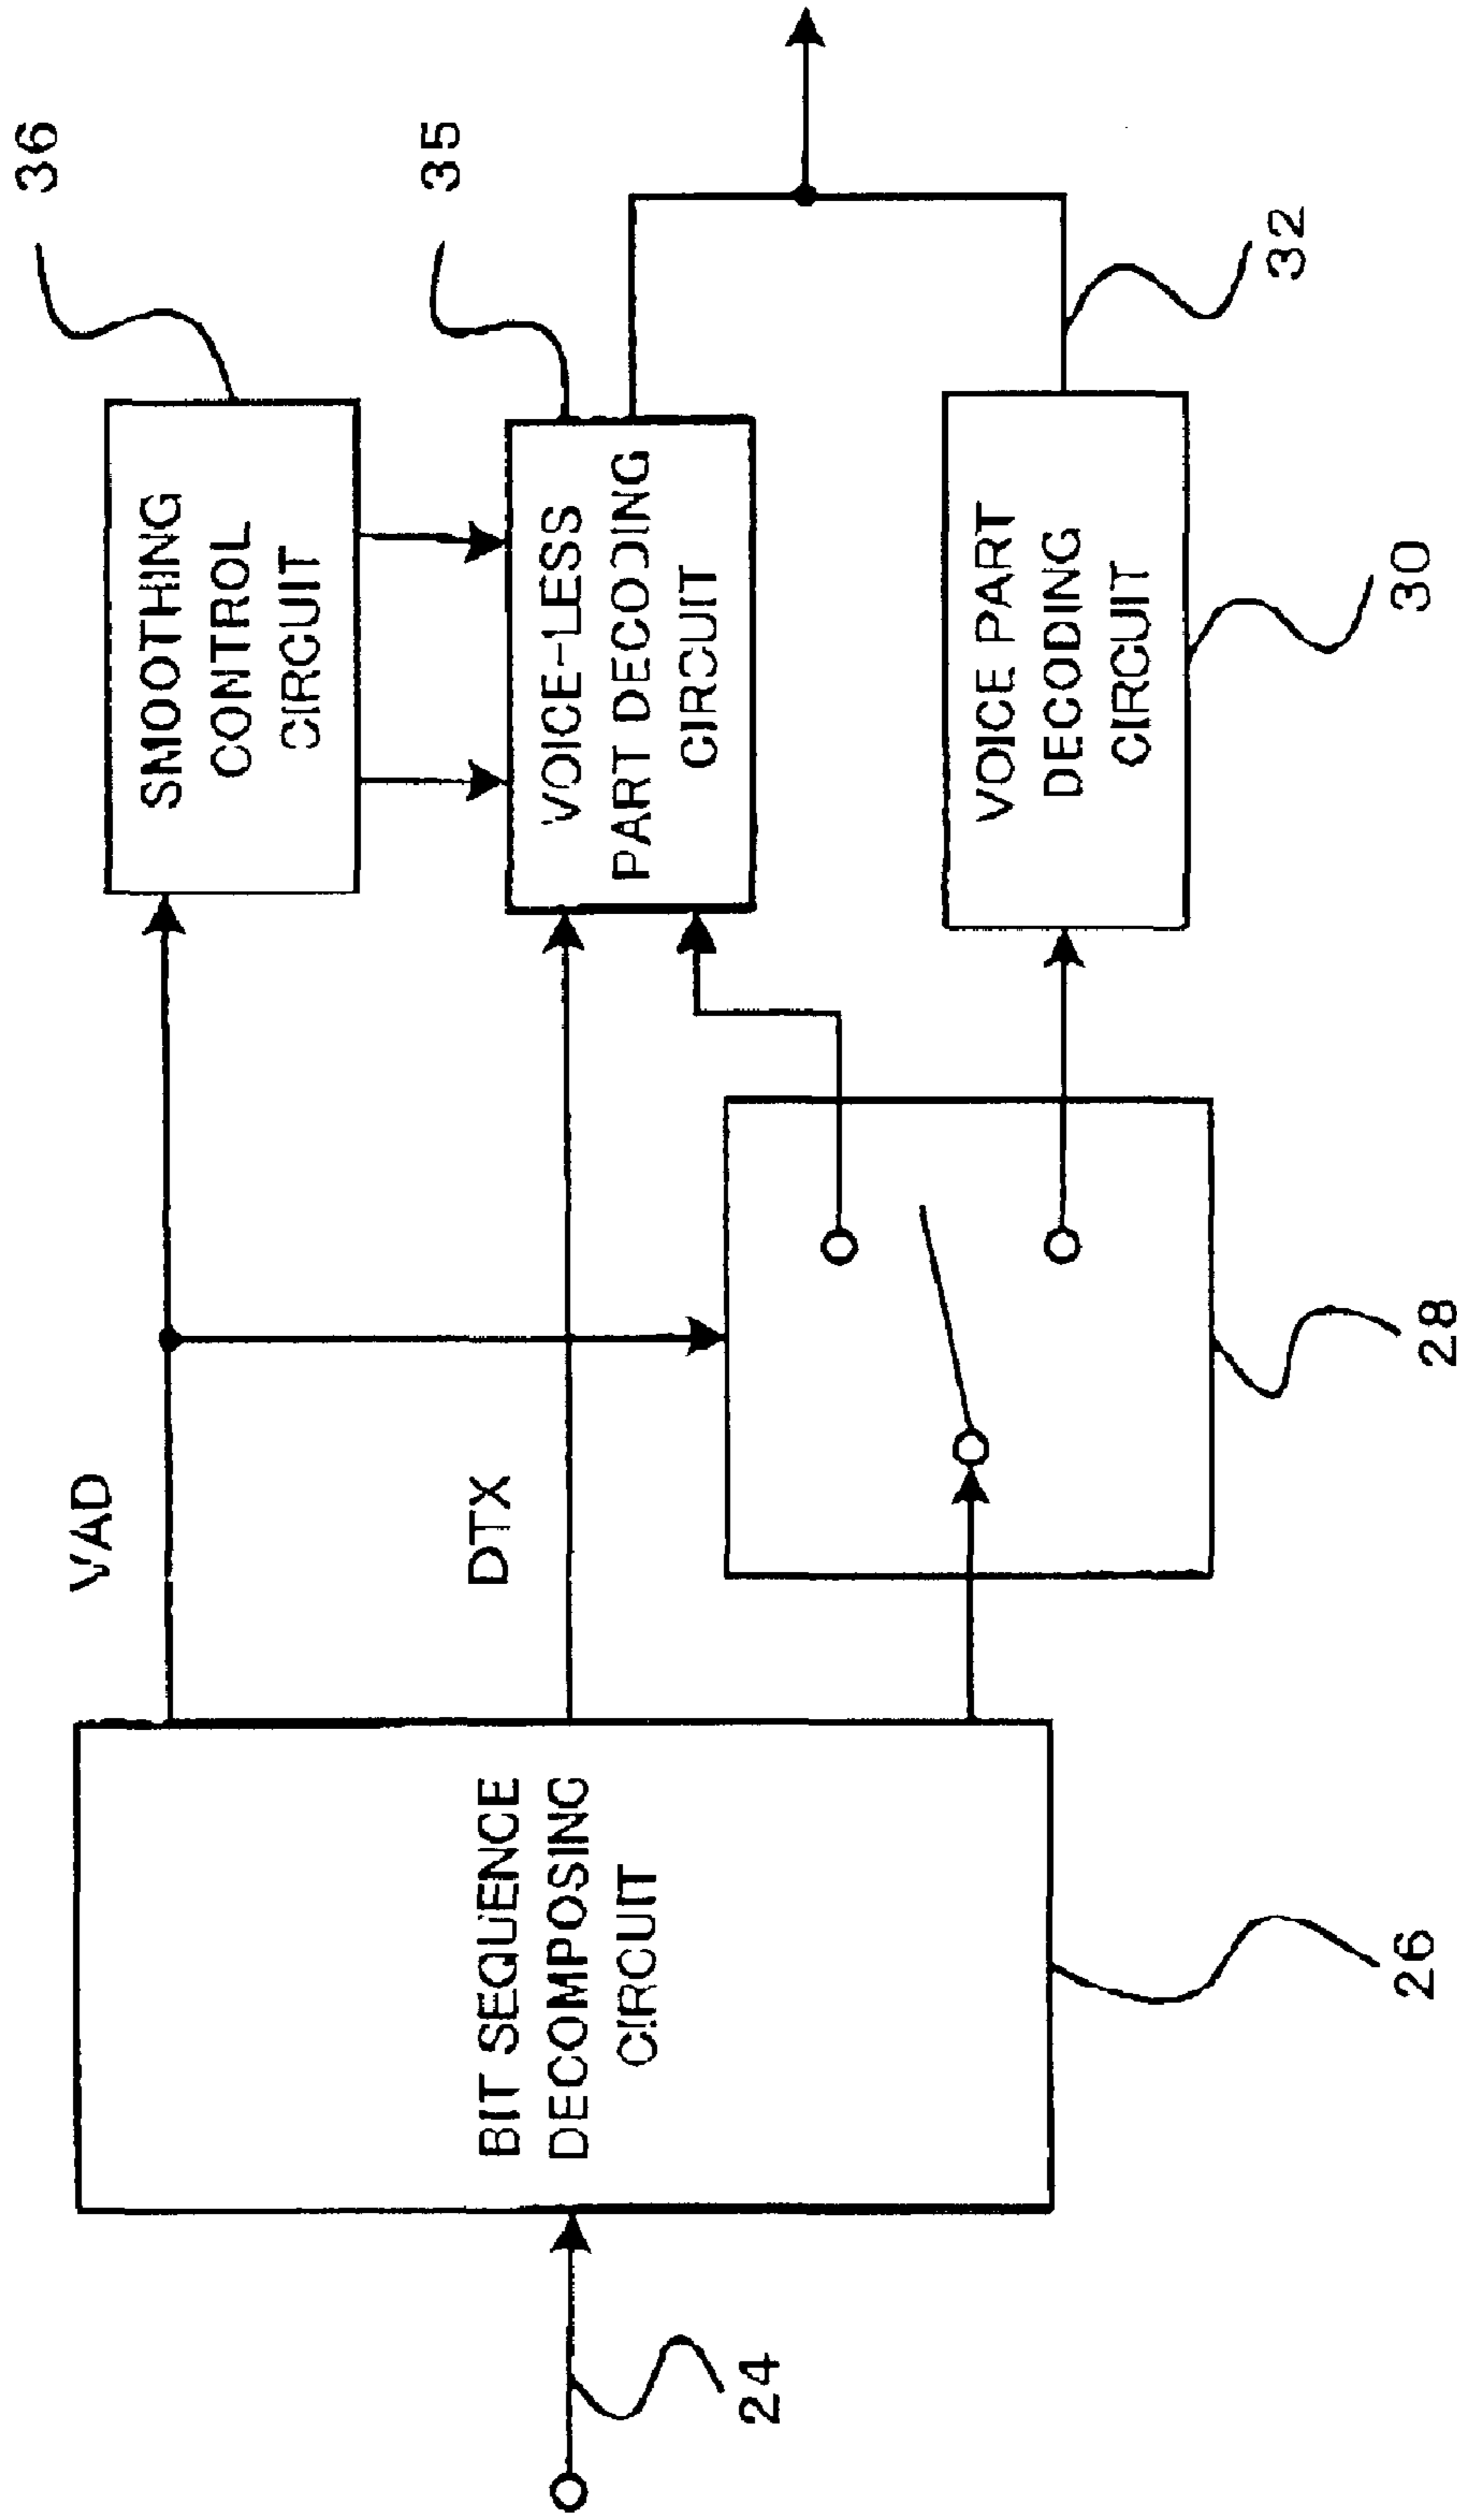 36
35
SMOOTHING
CONTROL
CIRCUIT
VOICE-LESS
PART DECODING
CIRCUIT
VOICE PART
DECODING
CIRCUIT
32
30
VAD
DTX
28
BIT SEQUENCE
DECOMPOSING
CIRCUIT
26
24